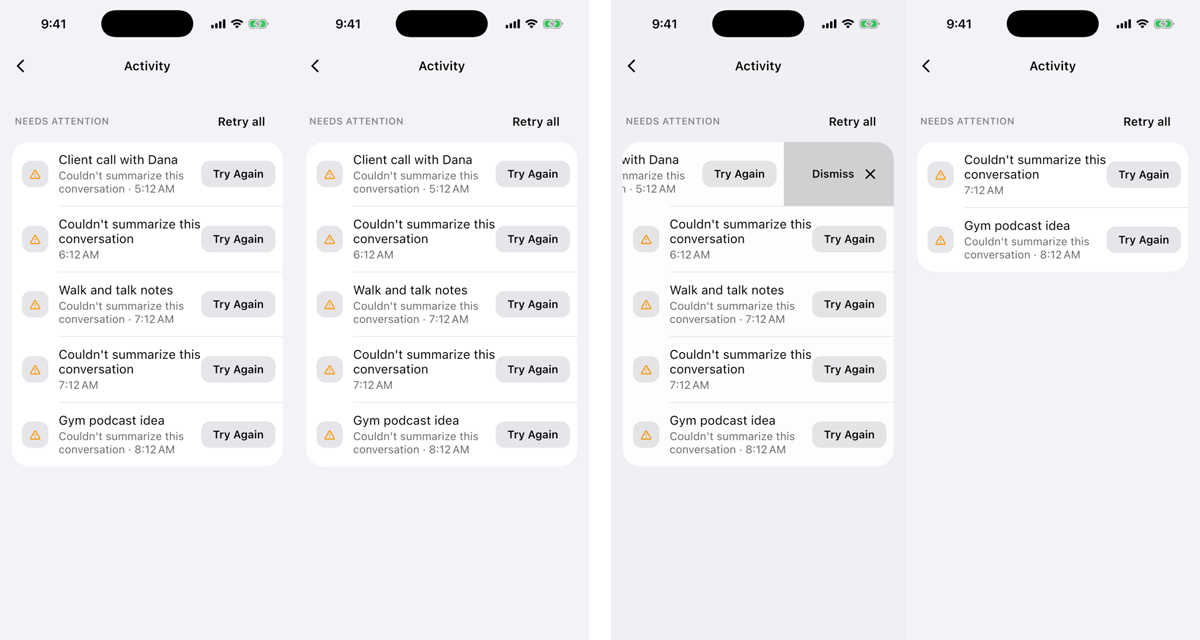 9:41
Activity
NEEDS ATTENTION
Retry all
Client call with Dana
Couldn't summarize this
conversation · 5:12 AM
Try Again
Couldn't summarize this
conversation
6:12 AM
Try Again
Walk and talk notes
Couldn't summarize this
conversation · 7:12 AM
Try Again
Couldn't summarize this
conversation
7:12 AM
Try Again
Gym podcast idea
Couldn't summarize this
conversation · 8:12 AM
Try Again
9:41
Activity
NEEDS ATTENTION
Retry all
Client call with Dana
Couldn't summarize this
conversation · 5:12 AM
Try Again
Couldn't summarize this
conversation
6:12 AM
Try Again
Walk and talk notes
Couldn't summarize this
conversation · 7:12 AM
Try Again
Couldn't summarize this
conversation
7:12 AM
Try Again
Gym podcast idea
Couldn't summarize this
conversation · 8:12 AM
Try Again
9:41
Activity
NEEDS ATTENTION
Retry all
with Dana
this
· 5:12 AM
Try Again
Dismiss
Couldn't summarize this
conversation
6:12 AM
Try Again
Walk and talk notes
Couldn't summarize this
conversation · 7:12 AM
Try Again
Couldn't summarize this
conversation
7:12 AM
Try Again
Gym podcast idea
Couldn't summarize this
conversation · 8:12 AM
Try Again
9:41
Activity
NEEDS ATTENTION
Retry all
Couldn't summarize this
conversation
7:12 AM
Try Again
Gym podcast idea
Couldn't summarize this
conversation · 8:12 AM
Try Again